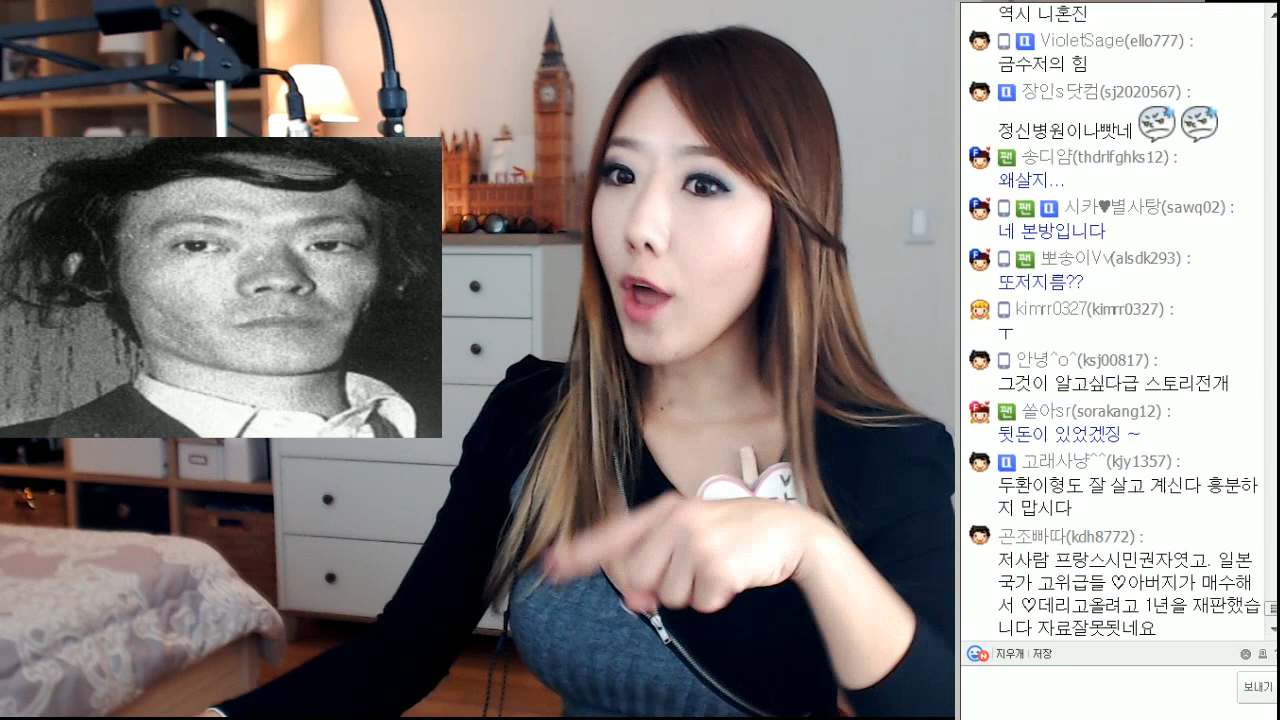 역시 니혼진
VioletSage(ello777) :
금수저의 힘
장인s닷컴(sj2020567) :
정신병원이나빳네
송디얌(thdrlfghks12) :
왜살지...
시카♥별사탕(sawq02) :
네 본방입니다
뽀송이Vv(alsdk293) :
또저지름??
kimrr0327(kimrr0327) :
ㅜ
안녕^o^(ksj00817) :
그것이 알고싶다급 스토리전개
쏠아sr(sorakang12) :
뒷돈이 있었겠징 ~
고래사냥^^(kjy1357) :
두환이형도 잘 살고 계신다 흥분하
지 맙시다
곤조빠따(kdh8772) :
저사람 프랑스시민권자엿고. 일본
국가 고위급들 ♡아버지가 매수해
서 ♡데리고올려고 1년을 재판했습
니다 자료잘못됫네요
지우개 | 저장
보내기